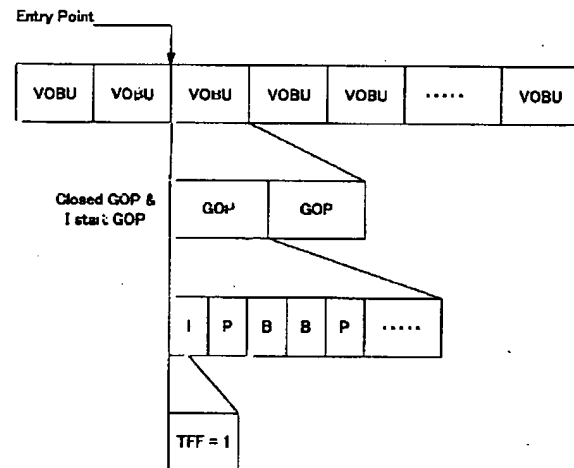 Entry Point
VOBU VOBU VOBU VOBU VOBU ····· VOBU
Closed GOP &
I start GOP
GOP GOP
I P B B P ·····
TFF = 1